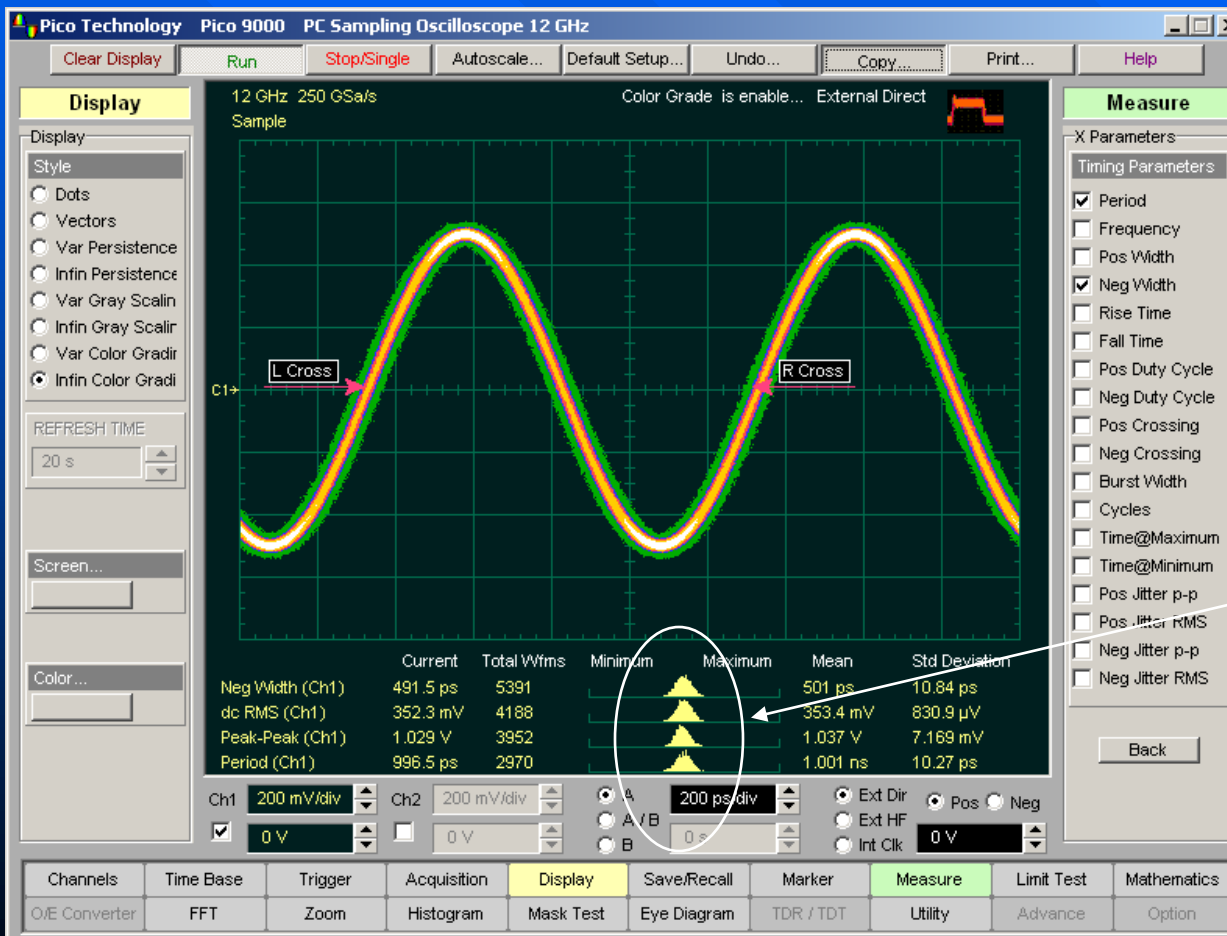 Pico Technology Pico 9000 PC Sampling Oscilloscope 12 GHz
Clear Display Run Stop/Single Autoscale... Default Setup... Undo... Copy... Print... Help
Display
Display
Style
Dots
Vectors
Var Persistence
Infin Persistence
Var Gray Scalin
Infin Gray Scalir
Var Color Gradir
Infin Color Gradi
REFRESH TIME
20 s
Screen...
Color...
12 GHz 250 GSa/s Color Grade is enable... External Direct
Sample
L Cross R Cross
C1
Current Total Wfms Minimum Maximum Mean Std Deviation
Neg Width (Ch1) 491.5 ps 5391 501 ps 10.84 ps
dc RMS (Ch1) 352.3 mV 4188 353.4 mV 830.9 µV
Peak-Peak (Ch1) 1.029 V 3952 1.037 V 7.169 mV
Period (Ch1) 996.5 ps 2970 1.001 ns 10.27 ps
Ch1 200 mV/div Ch2 200 mV/div A 200 ps/div Ext Dir Pos Neg
A / B Ext HF
0 V 0 V B 0 s Int Clk 0 V
Measure
X Parameters
Timing Parameters
Period
Frequency
Pos Width
Neg Width
Rise Time
Fall Time
Pos Duty Cycle
Neg Duty Cycle
Pos Crossing
Neg Crossing
Burst Width
Cycles
Time@Maximum
Time@Minimum
Pos Jitter p-p
Pos Jitter RMS
Neg Jitter p-p
Neg Jitter RMS
Back
Channels Time Base Trigger Acquisition Display Save/Recall Marker Measure Limit Test Mathematics
O/E Converter FFT Zoom Histogram Mask Test Eye Diagram TDR / TDT Utility Advance Option